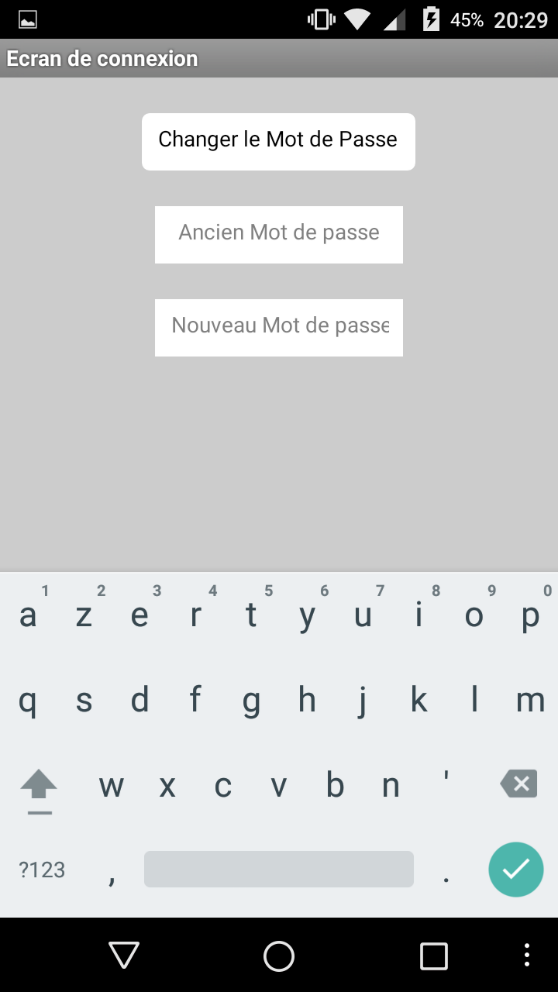 45% 20:29
Ecran de connexion
Changer le Mot de Passe
Ancien Mot de passe
Nouveau Mot de passe
1 2 3 4 5 6 7 8 9 0
a z e r t y u i o p
q s d f g h j k l m
w x c v b n '
?123 , .